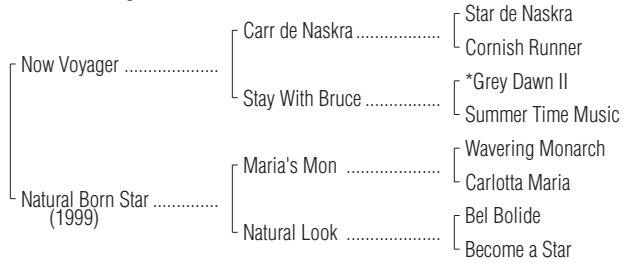 Star de Naskra
Carr de Naskra...................
Cornish Runner
Now Voyager .....................
*Grey Dawn II
Stay With Bruce .................
Summer Time Music
Wavering Monarch
Maria's Mon .....................
Carlotta Maria
Natural Born Star ..............
(1999)
Bel Bolide
Natural Look .....................
Become a Star